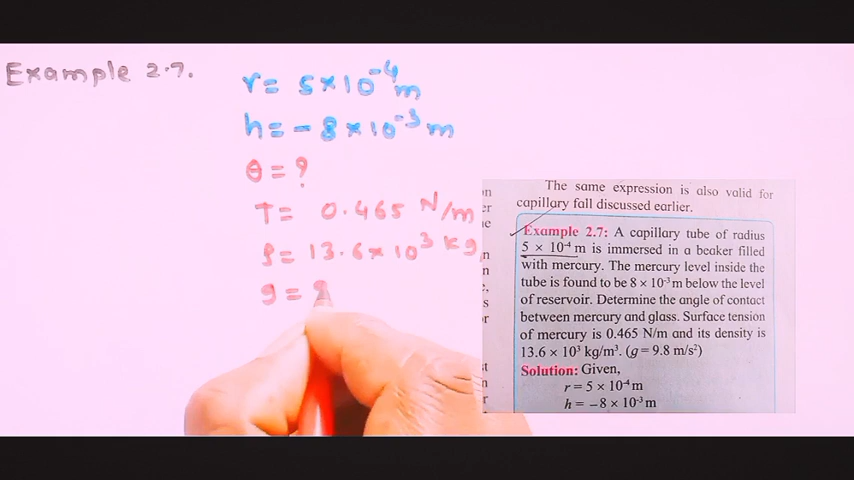 Example 2.7.
r = 5×10⁻⁴m
h = - 8×10⁻³m
θ = ?
T = 0.465 N/m
ρ = 13.6×10³ kg
g =
The same expression is also valid for
capillary fall discussed earlier.
Example 2.7: A capillary tube of radius
5 × 10⁻⁴ m is immersed in a beaker filled
with mercury. The mercury level inside the
tube is found to be 8 × 10⁻³ m below the level
of reservoir. Determine the angle of contact
between mercury and glass. Surface tension
of mercury is 0.465 N/m and its density is
13.6 × 10³ kg/m³. (g = 9.8 m/s²)
Solution: Given,
r = 5 × 10⁻⁴ m
h = –8 × 10⁻³ m